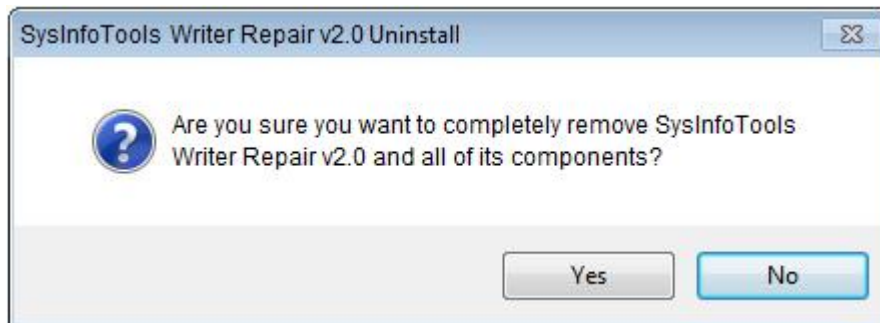 SysInfoTools Writer Repair v2.0 Uninstall
Are you sure you want to completely remove SysInfoTools
Writer Repair v2.0 and all of its components?
Yes
No